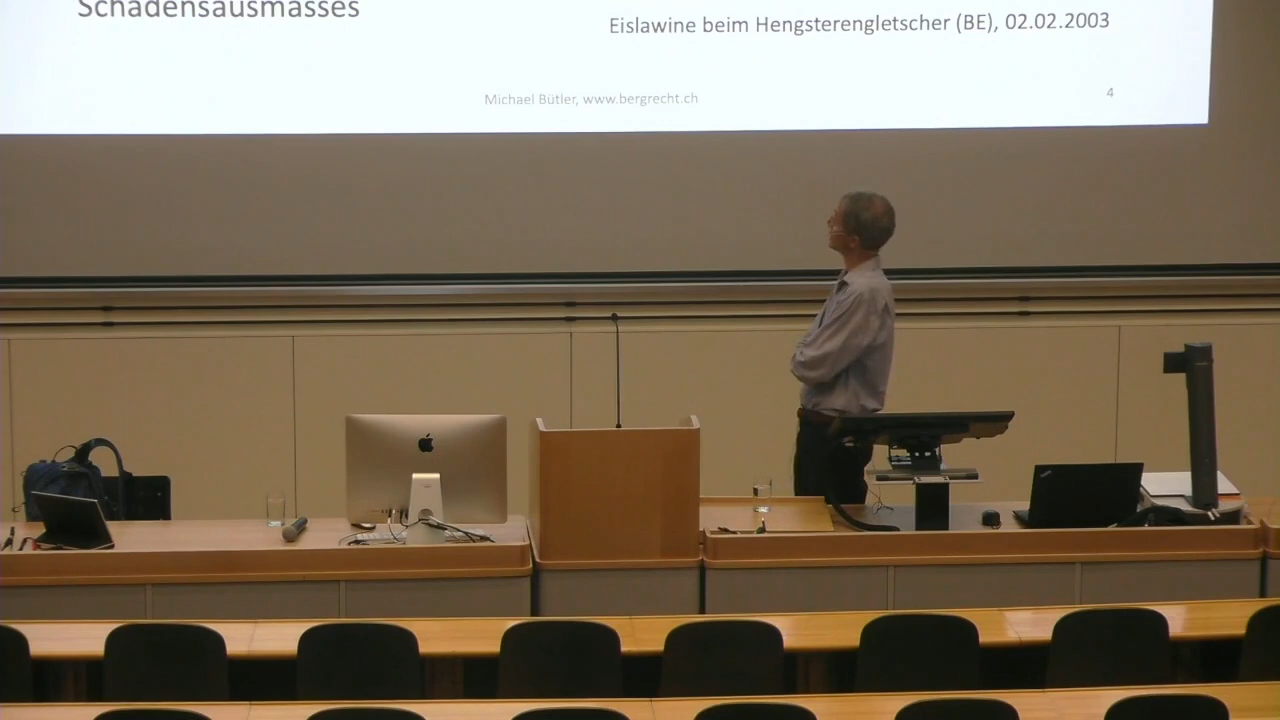 Schadensausmasses
Eislawine beim Hengsterengletscher (BE), 02.02.2003
Michael Bütler, www.bergrecht.ch
4